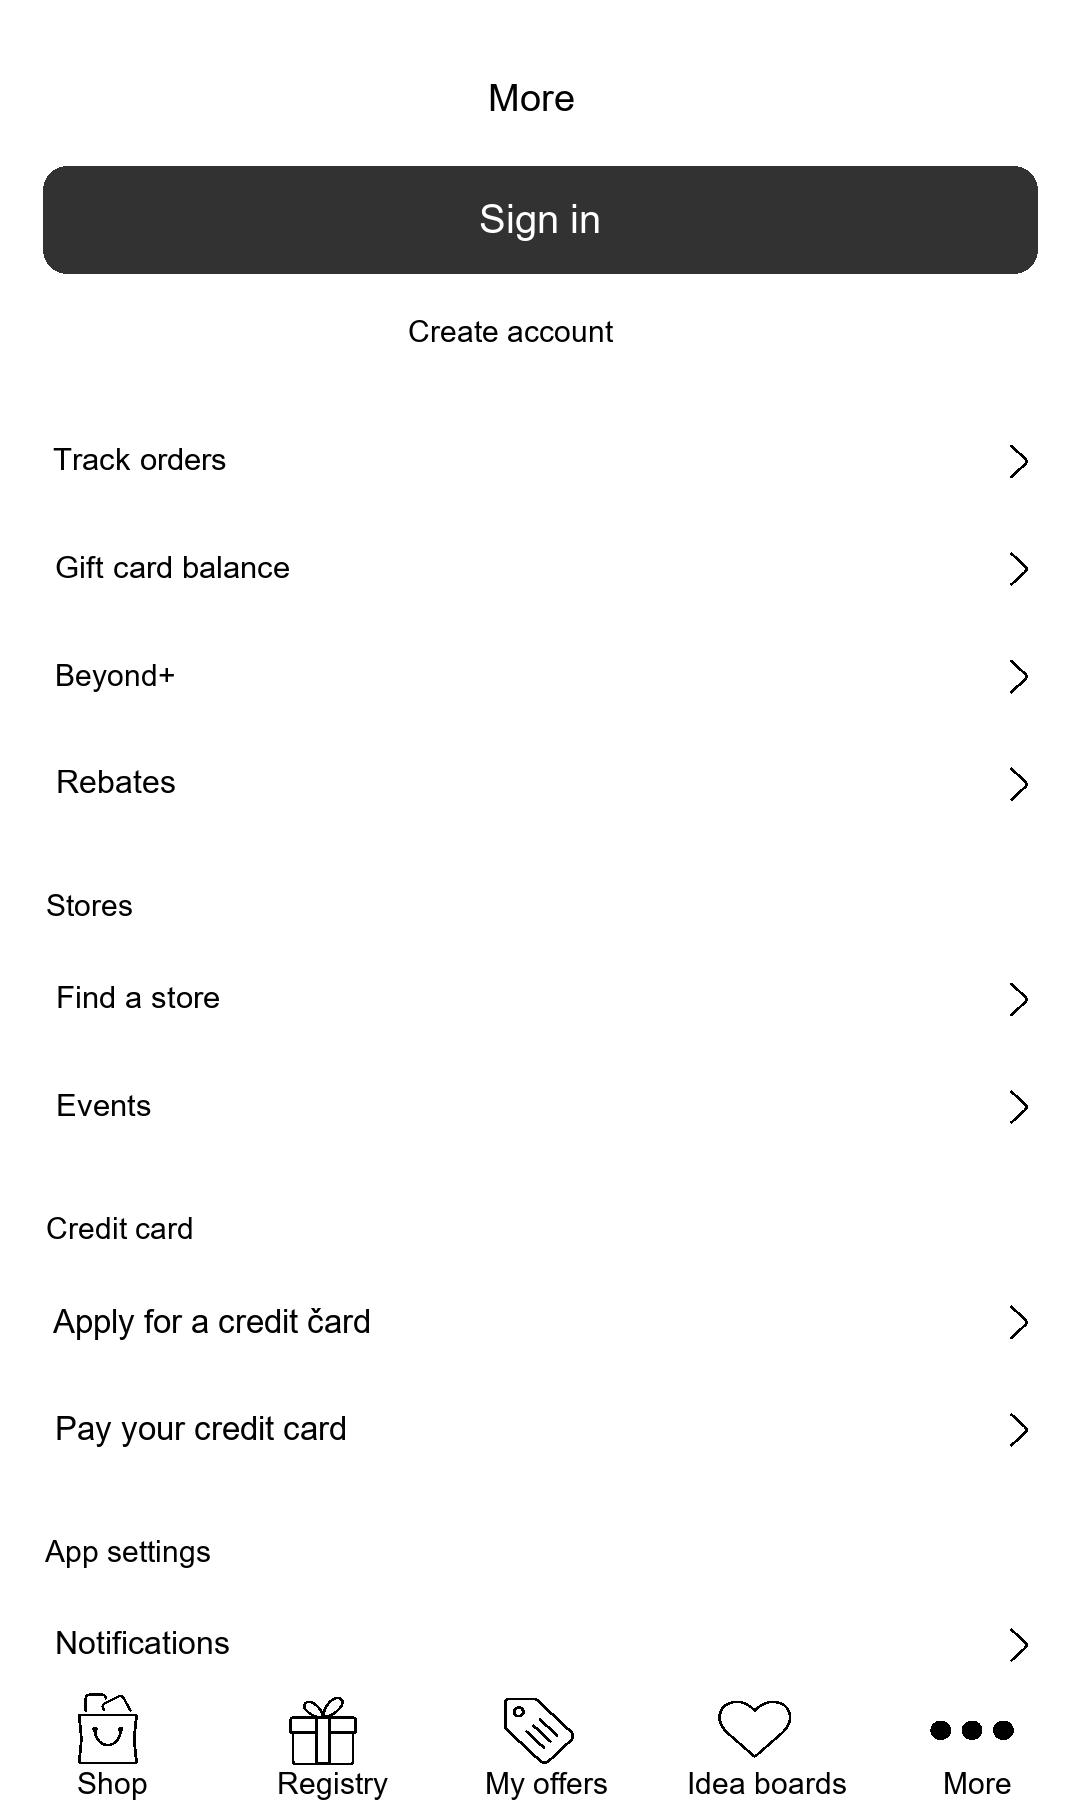 More
Sign in
Create account
Track orders
Gift card balance
Beyond+
Rebates
Stores
Find a store
Events
Credit card
Apply for a credit čard
Pay your credit card
App settings
Notifications
Shop
Registry
My offers
Idea boards
More